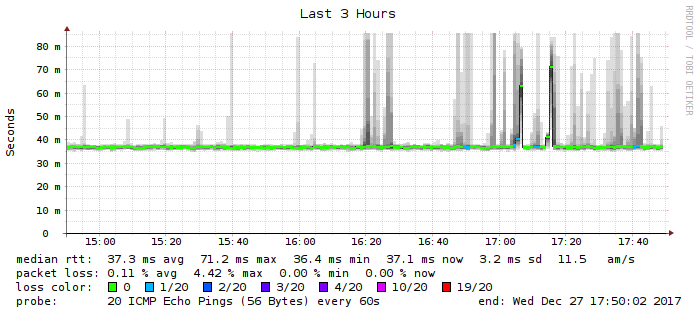 Last 3 Hours
RRDTOOL / TOBI OETIKER
Seconds
80 m
70 m
60 m
50 m
40 m
30 m
20 m
10 m
0
15:00 15:20 15:40 16:00 16:20 16:40 17:00 17:20 17:40
median rtt: 37.3 ms avg 71.2 ms max 36.4 ms min 37.1 ms now 3.2 ms sd 11.5 am/s
packet loss: 0.11 % avg 4.42 % max 0.00 % min 0.00 % now
loss color: 0 1/20 2/20 3/20 4/20 10/20 19/20
probe: 20 ICMP Echo Pings (56 Bytes) every 60s end: Wed Dec 27 17:50:02 2017